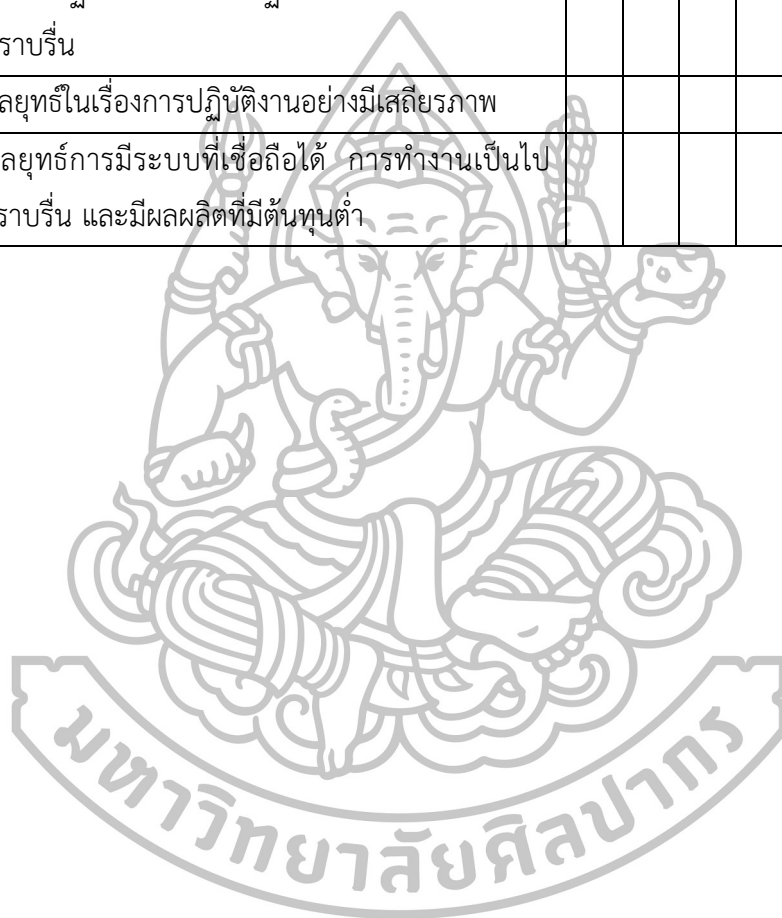 ราบรื่น
ลยุทธ์ในเรื่องการปฏิบัติงานอย่างมีเสถียรภาพ
ลยุทธ์การมีระบบที่เชื่อถือได้ การทำงานเป็นไป
ราบรื่น และมีผลผลิตที่มีต้นทุนต่ำ
มหาวิทยาลัยศิลปากร